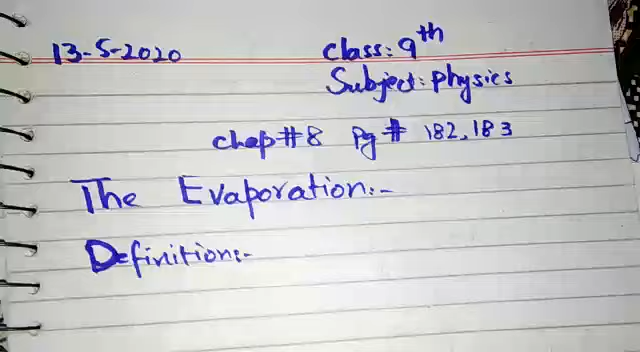 13-5-2020 Class: 9th
Subject: physics
chap#8 Pg# 182,183
The Evaporation:-
Definition:-